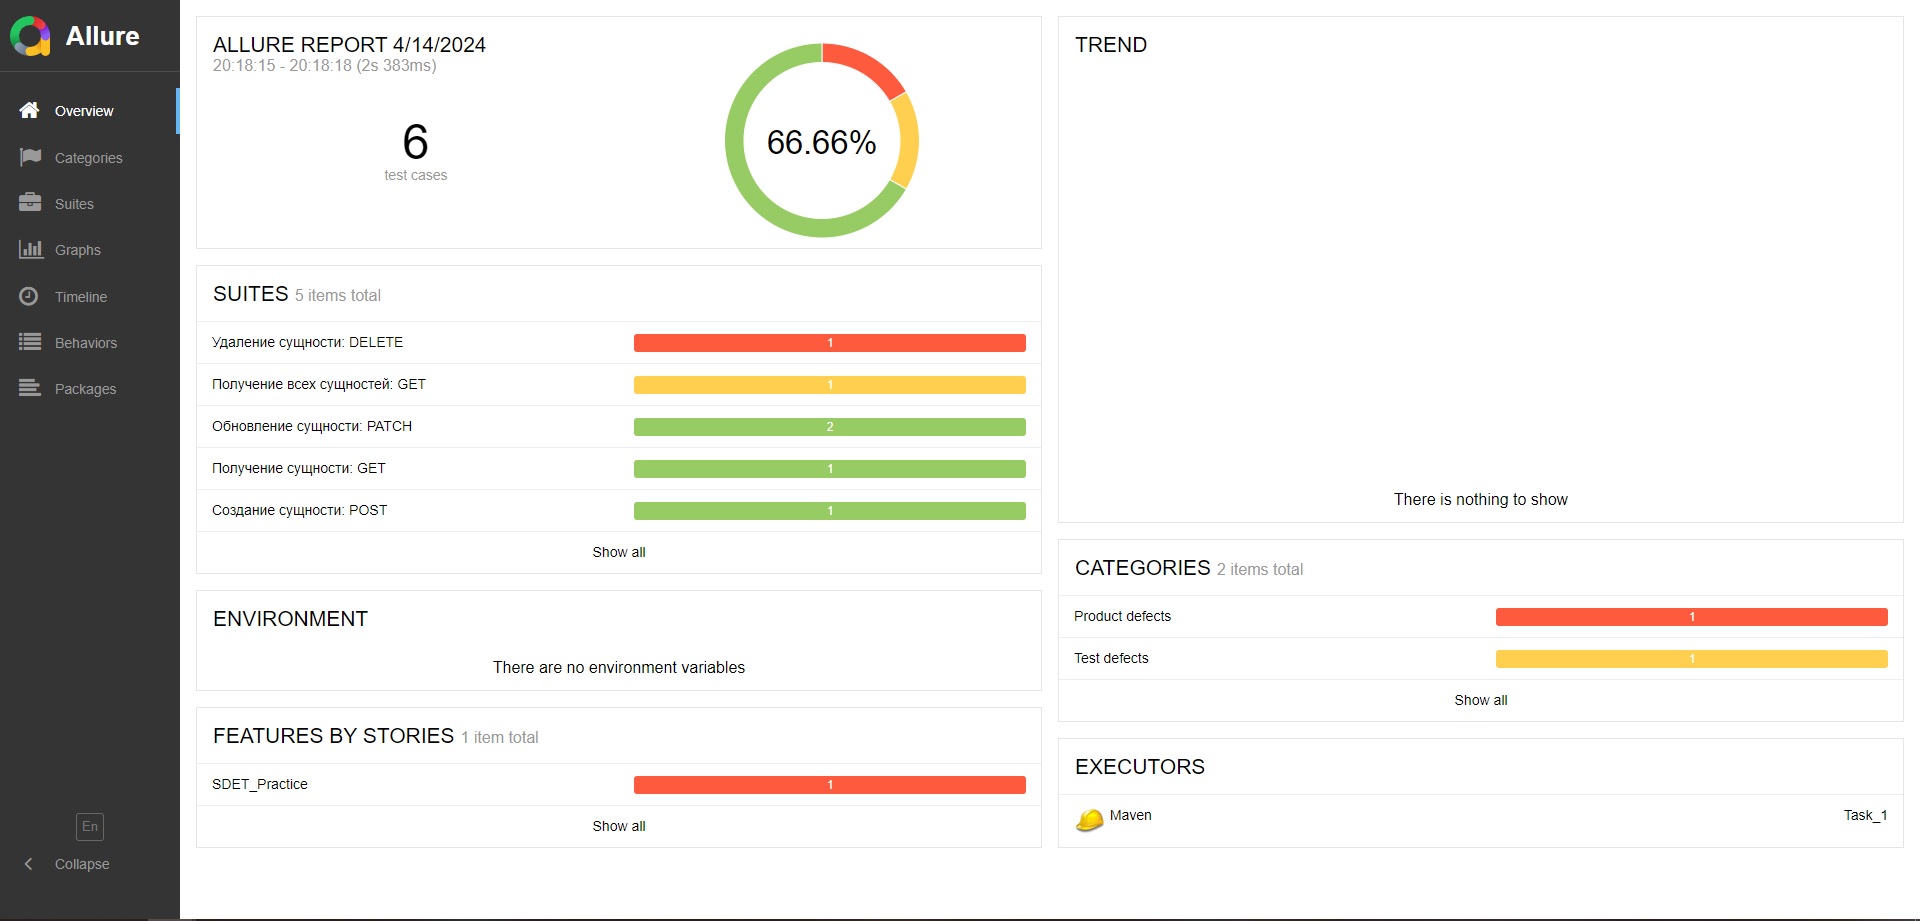 Allure
Overview
Categories
Suites
Graphs
Timeline
Behaviors
Packages
En
Collapse
ALLURE REPORT 4/14/2024
20:18:15 - 20:18:18 (2s 383ms)
6
test cases
66.66%
SUITES 5 items total
Удаление сущности: DELETE 1
Получение всех сущностей: GET 1
Обновление сущности: PATCH 2
Получение сущности: GET 1
Создание сущности: POST 1
Show all
ENVIRONMENT
There are no environment variables
FEATURES BY STORIES 1 item total
SDET_Practice 1
Show all
TREND
There is nothing to show
CATEGORIES 2 items total
Product defects 1
Test defects 1
Show all
EXECUTORS
Maven Task_1